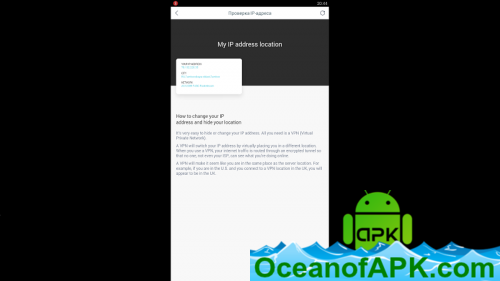 20:41
Проверка IP-адреса
My IP address location
How to change your IP
address and hide your location
It's very easy to hide or change your IP address. All you need is a VPN (Virtual
Private Network).
A VPN will switch your IP address by virtually placing you in a different location.
When you use a VPN, your internet traffic is routed through an encrypted tunnel so
that no one, not even your ISP, can see what you're doing online.
A VPN will make it seem like you are in the same place as the server location. For
example, if you are in the U.S. and you connect to a VPN location in the UK, you will
appear to be in the UK.
apk
OceanofAPK.com